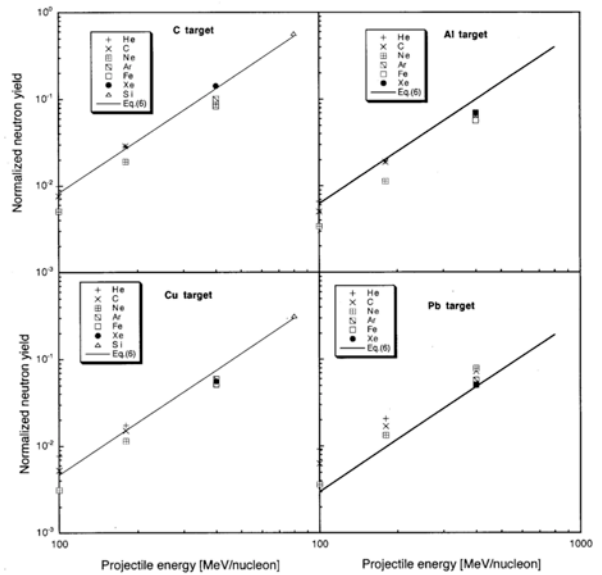 C target
He
C
Ne
Ar
Fe
Xe
Si
Eq.(6)
Al target
He
C
Ne
Ar
Fe
Xe
Eq.(6)
Normalized neutron yield
10⁰
10⁻¹
10⁻²
10⁻³
Cu target
He
C
Ne
Ar
Fe
Xe
Si
Eq.(6)
Pb target
He
C
Ne
Ar
Fe
Xe
Eq.(6)
Normalized neutron yield
10⁻¹
10⁻²
10⁻³
100
100
1000
Projectile energy [MeV/nucleon]
Projectile energy [MeV/nucleon]